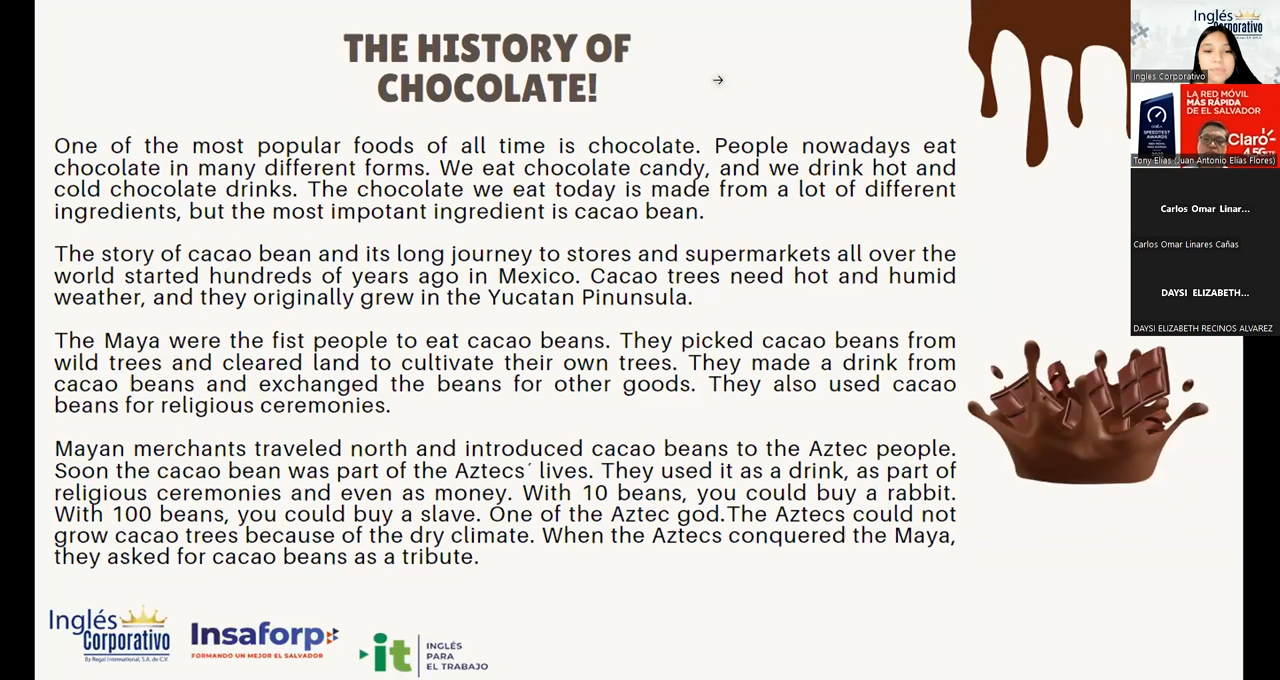 THE HISTORY OF
CHOCOLATE!
One of the most popular foods of all time is chocolate. People nowadays eat
chocolate in many different forms. We eat chocolate candy, and we drink hot and
cold chocolate drinks. The chocolate we eat today is made from a lot of different
ingredients, but the most impotant ingredient is cacao bean.
The story of cacao bean and its long journey to stores and supermarkets all over the
world started hundreds of years ago in Mexico. Cacao trees need hot and humid
weather, and they originally grew in the Yucatan Pinunsula.
The Maya were the fist people to eat cacao beans. They picked cacao beans from
wild trees and cleared land to cultivate their own trees. They made a drink from
cacao beans and exchanged the beans for other goods. They also used cacao
beans for religious ceremonies.
Mayan merchants traveled north and introduced cacao beans to the Aztec people.
Soon the cacao bean was part of the Aztecs´ lives. They used it as a drink, as part of
religious ceremonies and even as money. With 10 beans, you could buy a rabbit.
With 100 beans, you could buy a slave. One of the Aztec god.The Aztecs could not
grow cacao trees because of the dry climate. When the Aztecs conquered the Maya,
they asked for cacao beans as a tribute.
Inglés
Corporativo
By Regal International, S.A. de C.V.
Insaforp
FORMANDO UN MEJOR EL SALVADOR
it
INGLÉS
PARA
EL TRABAJO
Inglés
Corporativo
Ingles Corporativo
LA RED MÓVIL
MÁS RÁPIDA
DE EL SALVADOR
SPEEDTEST
AWARDS
Claro
4.5G
Tony Elías (Juan Antonio Elías Flores)
Carlos Omar Linar...
Carlos Omar Linares Cañas
DAYSI ELIZABETH...
DAYSI ELIZABETH RECINOS ALVAREZ